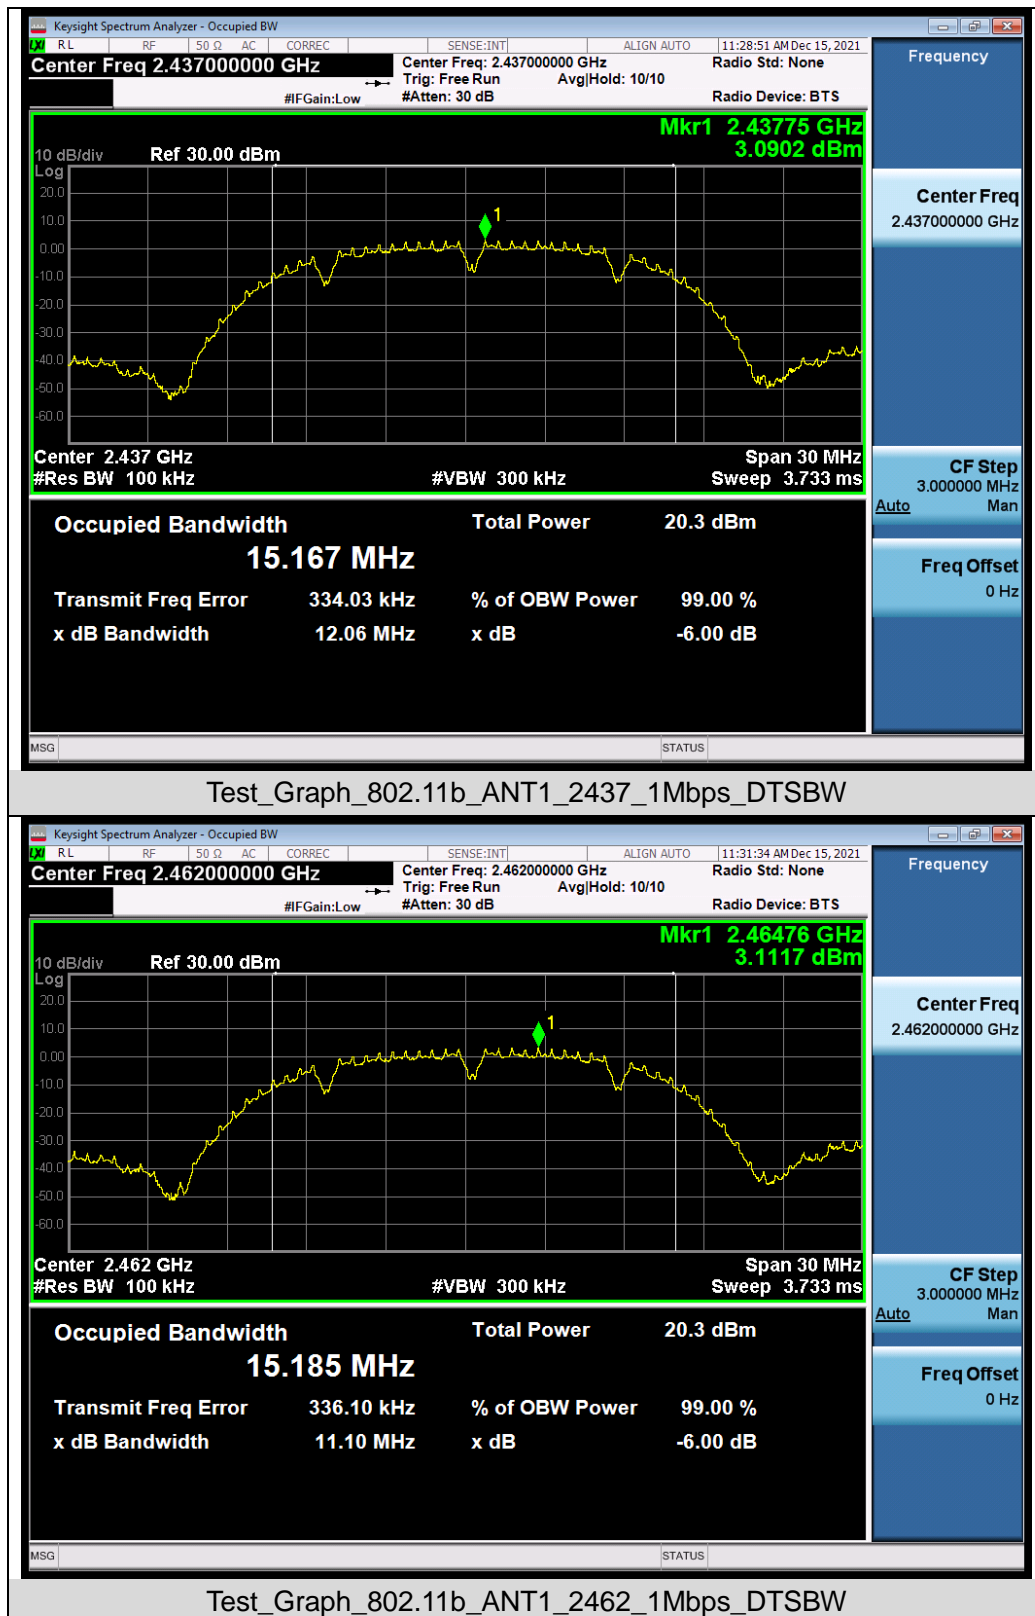 Keysight Spectrum Analyzer - Occupied BW
LXI RL RF 50 Ω AC CORREC SENSE:INT ALIGN AUTO 11:28:51 AM Dec 15, 2021
Center Freq 2.437000000 GHz
Center Freq: 2.437000000 GHz Radio Std: None
Trig: Free Run Avg|Hold: 10/10
#IFGain:Low #Atten: 30 dB Radio Device: BTS
Frequency
Mkr1 2.43775 GHz
3.0902 dBm
10 dB/div Ref 30.00 dBm
Log
20.0
10.0
0.00
-10.0
-20.0
-30.0
-40.0
-50.0
-60.0
1
Center 2.437 GHz Span 30 MHz
#Res BW 100 kHz #VBW 300 kHz Sweep 3.733 ms
Center Freq
2.437000000 GHz
CF Step
3.000000 MHz
Auto Man
Freq Offset
0 Hz
Occupied Bandwidth Total Power 20.3 dBm
15.167 MHz
Transmit Freq Error 334.03 kHz % of OBW Power 99.00 %
x dB Bandwidth 12.06 MHz x dB -6.00 dB
MSG STATUS
Test_Graph_802.11b_ANT1_2437_1Mbps_DTSBW
Keysight Spectrum Analyzer - Occupied BW
LXI RL RF 50 Ω AC CORREC SENSE:INT ALIGN AUTO 11:31:34 AM Dec 15, 2021
Center Freq 2.462000000 GHz
Center Freq: 2.462000000 GHz Radio Std: None
Trig: Free Run Avg|Hold: 10/10
#IFGain:Low #Atten: 30 dB Radio Device: BTS
Frequency
Mkr1 2.46476 GHz
3.1117 dBm
10 dB/div Ref 30.00 dBm
Log
20.0
10.0
0.00
-10.0
-20.0
-30.0
-40.0
-50.0
-60.0
1
Center 2.462 GHz Span 30 MHz
#Res BW 100 kHz #VBW 300 kHz Sweep 3.733 ms
Center Freq
2.462000000 GHz
CF Step
3.000000 MHz
Auto Man
Freq Offset
0 Hz
Occupied Bandwidth Total Power 20.3 dBm
15.185 MHz
Transmit Freq Error 336.10 kHz % of OBW Power 99.00 %
x dB Bandwidth 11.10 MHz x dB -6.00 dB
MSG STATUS
Test_Graph_802.11b_ANT1_2462_1Mbps_DTSBW